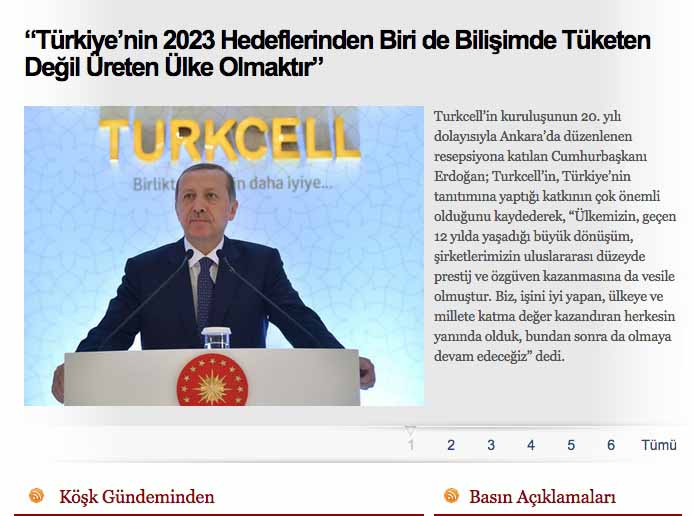 “Türkiye’nin 2023 Hedeflerinden Biri de Bilişimde Tüketen
Değil Üreten Ülke Olmaktır”
TURKCELL
daha iyiye...
Turkcell’in kuruluşunun 20. yılı
dolayısıyla Ankara’da düzenlenen
resepsiyona katılan Cumhurbaşkanı
Erdoğan; Turkcell’in, Türkiye’nin
tanıtımına yaptığı katkının çok önemli
olduğunu kaydederek, “Ülkemizin, geçen
12 yılda yaşadığı büyük dönüşüm,
şirketlerimizin uluslararası düzeyde
prestij ve özgüven kazanmasına da vesile
olmuştur. Biz, işini iyi yapan, ülkeye ve
millete katma değer kazandıran herkesin
yanında olduk, bundan sonra da olmaya
devam edeceğiz” dedi.
1 2 3 4 5 6 Tümü
Köşk Gündeminden
Basın Açıklamaları